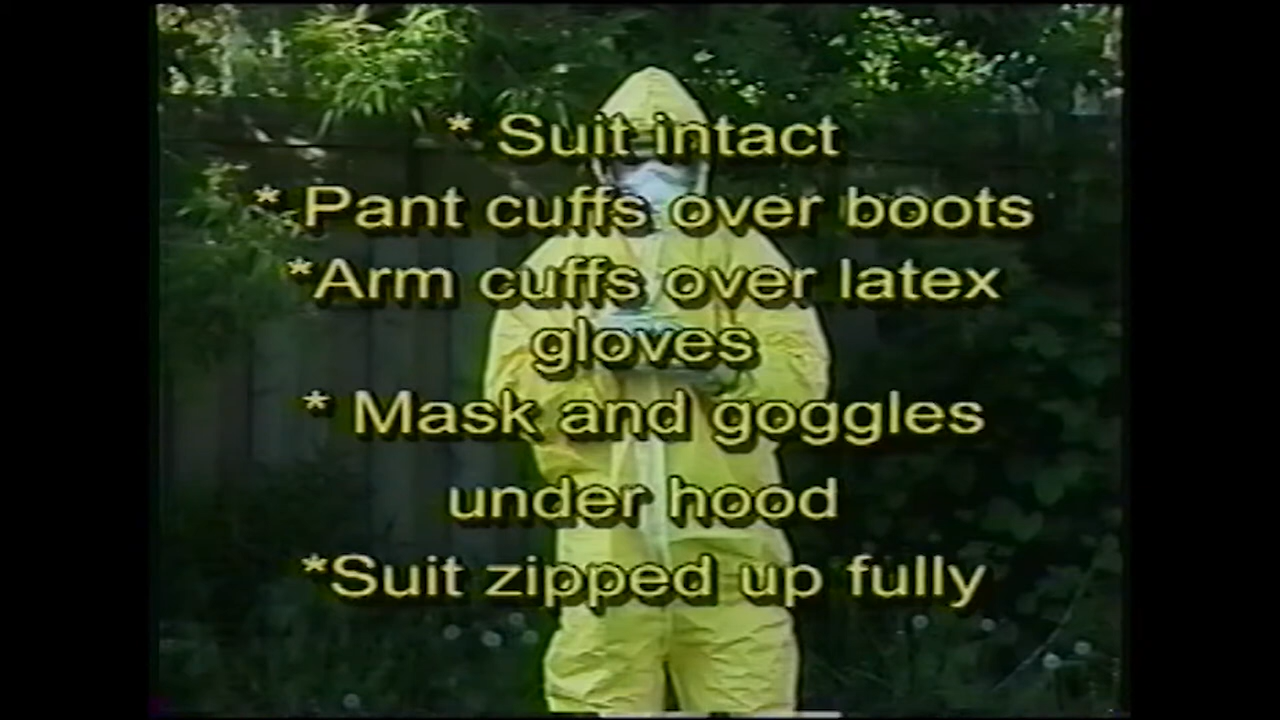 * Suit intact
* Pant cuffs over boots
*Arm cuffs over latex
gloves
* Mask and goggles
under hood
*Suit zipped up fully